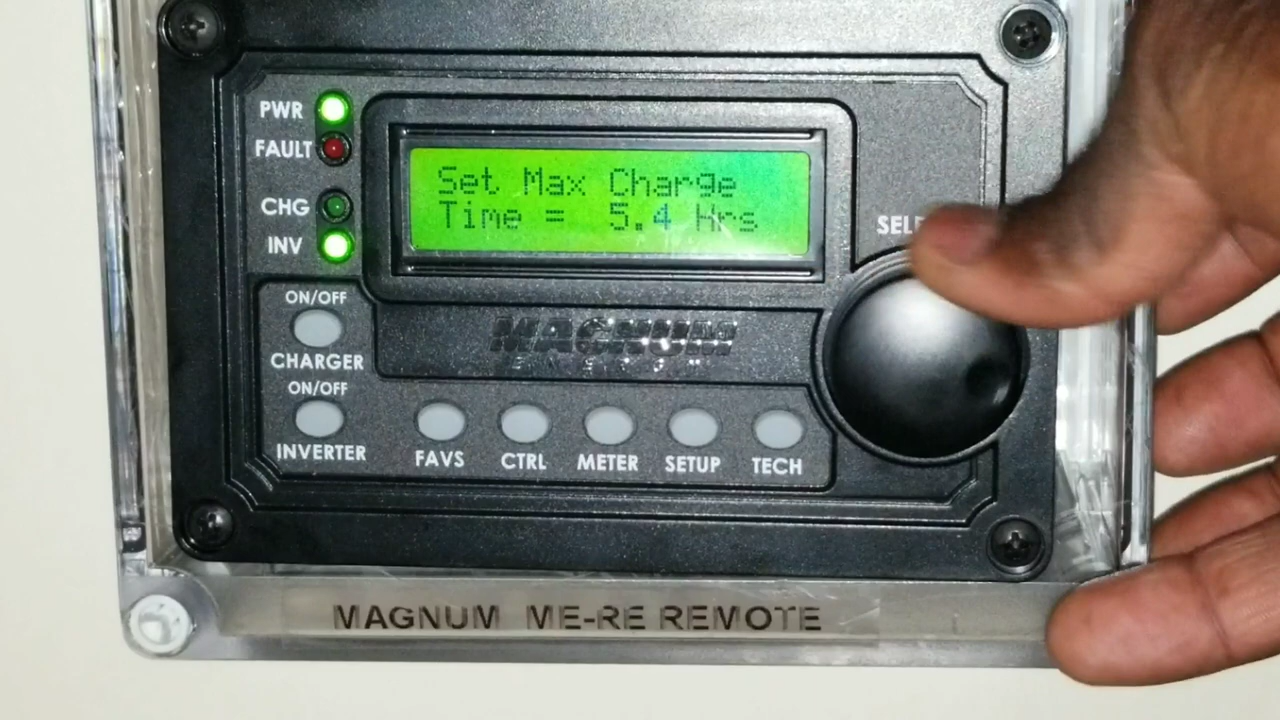 PWR
FAULT
CHG
INV
Set Max Charge
Time = 5.4 Hrs
ON/OFF
CHARGER
ON/OFF
INVERTER
MAGNUM
FAVS
CTRL
METER
SETUP
TECH
MAGNUM ME-RE REMOTE